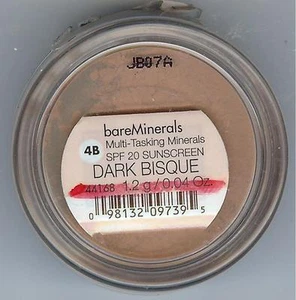 JB07A
bareMinerals
4B Multi-Tasking Minerals
SPF 20 SUNSCREEN
DARK BISQUE
44168 1.2 g / 0.04 Oz.
0 98132 09739 5